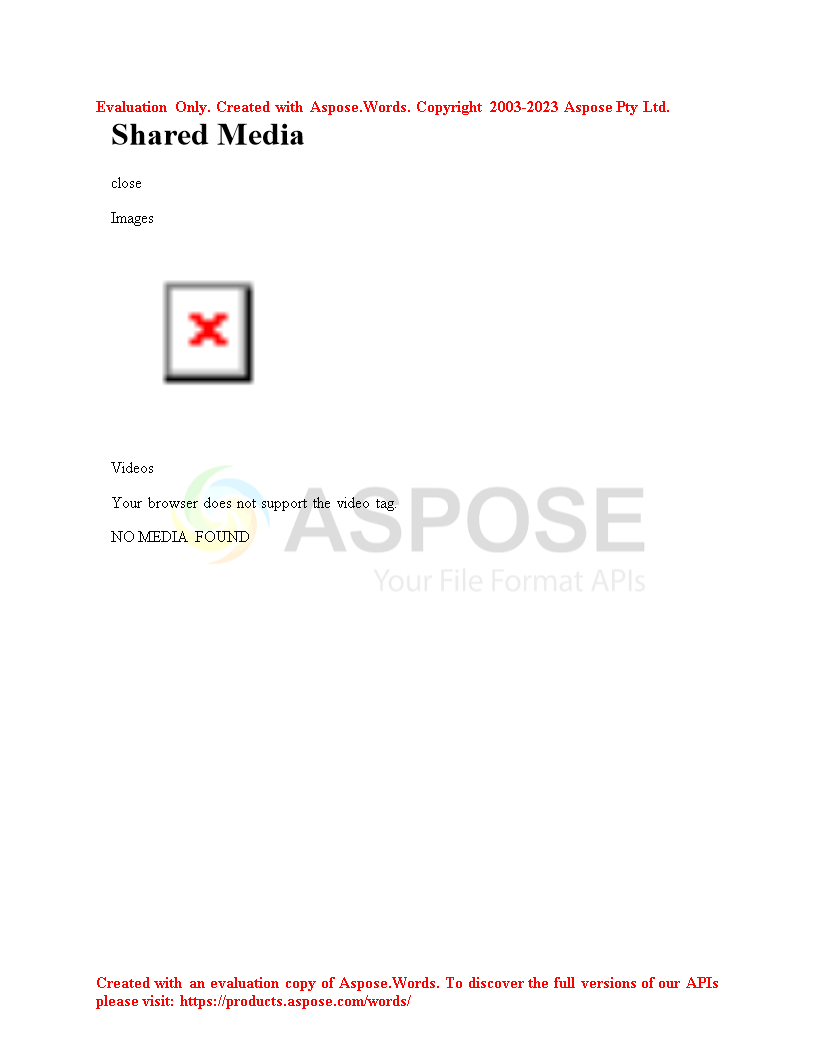 Evaluation Only. Created with Aspose.Words. Copyright 2003-2023 Aspose Pty Ltd.
Shared Media
close
Images
Videos
Your browser does not support the video tag.
NO MEDIA FOUND
ASPOSE
Your File Format APIs
Created with an evaluation copy of Aspose.Words. To discover the full versions of our APIs
please visit: https://products.aspose.com/words/